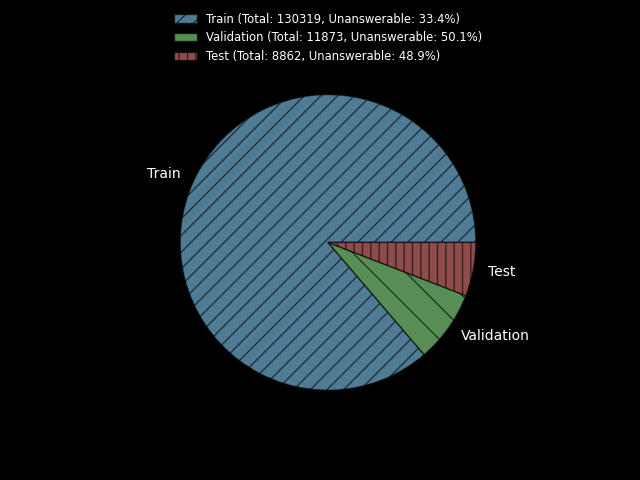 Train (Total: 130319, Unanswerable: 33.4%)
Validation (Total: 11873, Unanswerable: 50.1%)
Test (Total: 8862, Unanswerable: 48.9%)
Train
Test
Validation